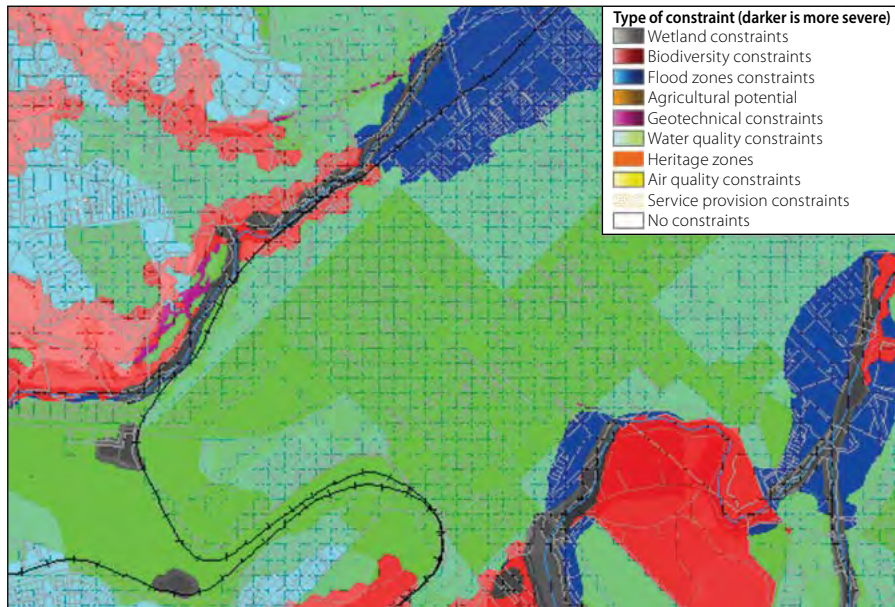 Type of constraint (darker is more severe)
Wetland constraints
Biodiversity constraints
Flood zones constraints
Agricultural potential
Geotechnical constraints
Water quality constraints
Heritage zones
Air quality constraints
Service provision constraints
No constraints